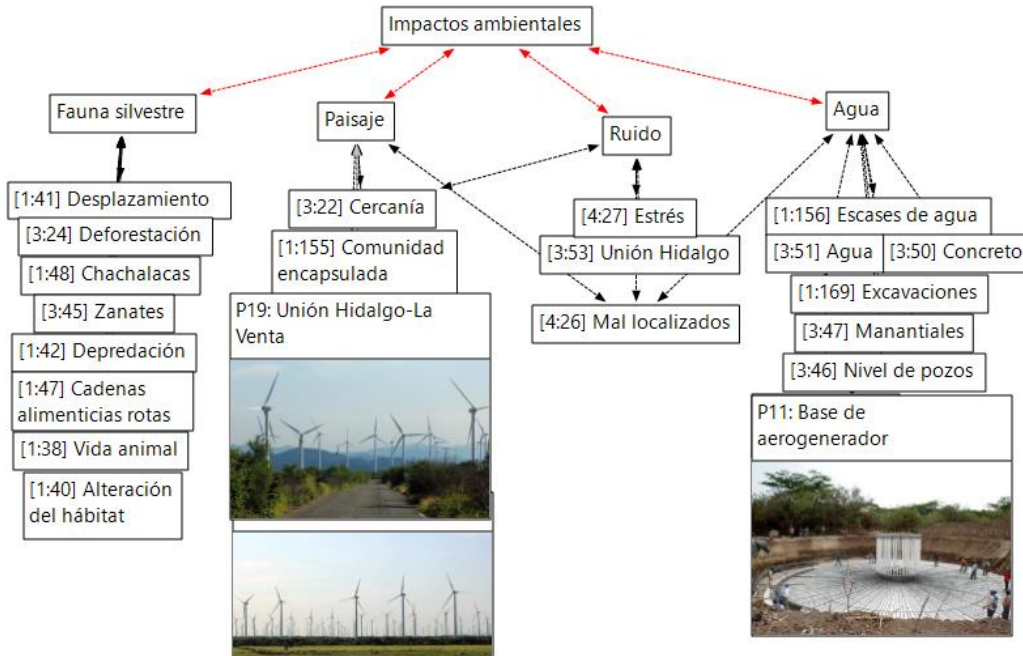 Impactos ambientales
Fauna silvestre
Paisaje
Ruido
Agua
[1:41] Desplazamiento
[3:24] Deforestación
[1:48] Chachalacas
[3:45] Zanates
[1:42] Depredación
[1:47] Cadenas
alimenticias rotas
[1:38] Vida animal
[1:40] Alteración
del hábitat
[3:22] Cercanía
[1:155] Comunidad
encapsulada
P19: Unión Hidalgo-La
Venta
[4:27] Estrés
[3:53] Unión Hidalgo
[4:26] Mal localizados
[1:156] Escases de agua
[3:51] Agua
[3:50] Concreto
[1:169] Excavaciones
[3:47] Manantiales
[3:46] Nivel de pozos
P11: Base de
aerogenerador